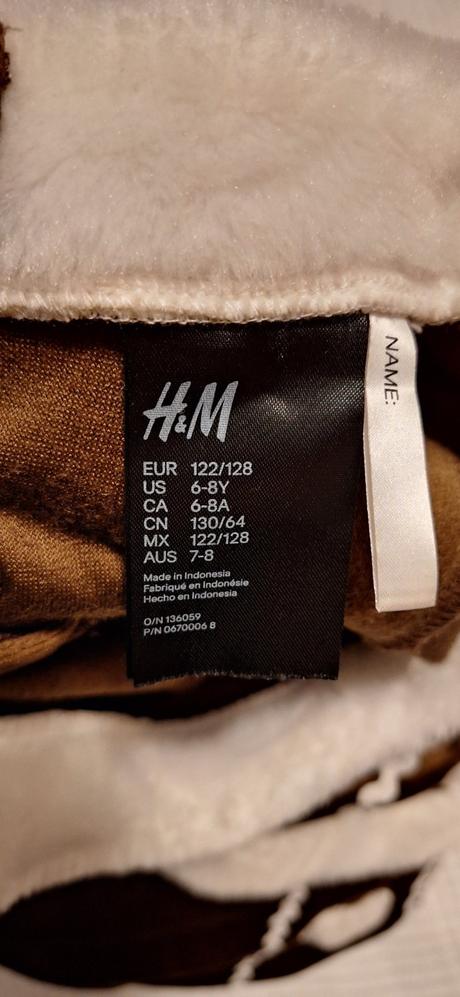 H&M
EUR 122/128
US 6-8Y
CA 6-8A
CN 130/64
MX 122/128
AUS 7-8
Made in Indonesia
Fabriqué en Indonésie
Hecho en Indonesia
O/N 136059
P/N 0670006 8
NAME: